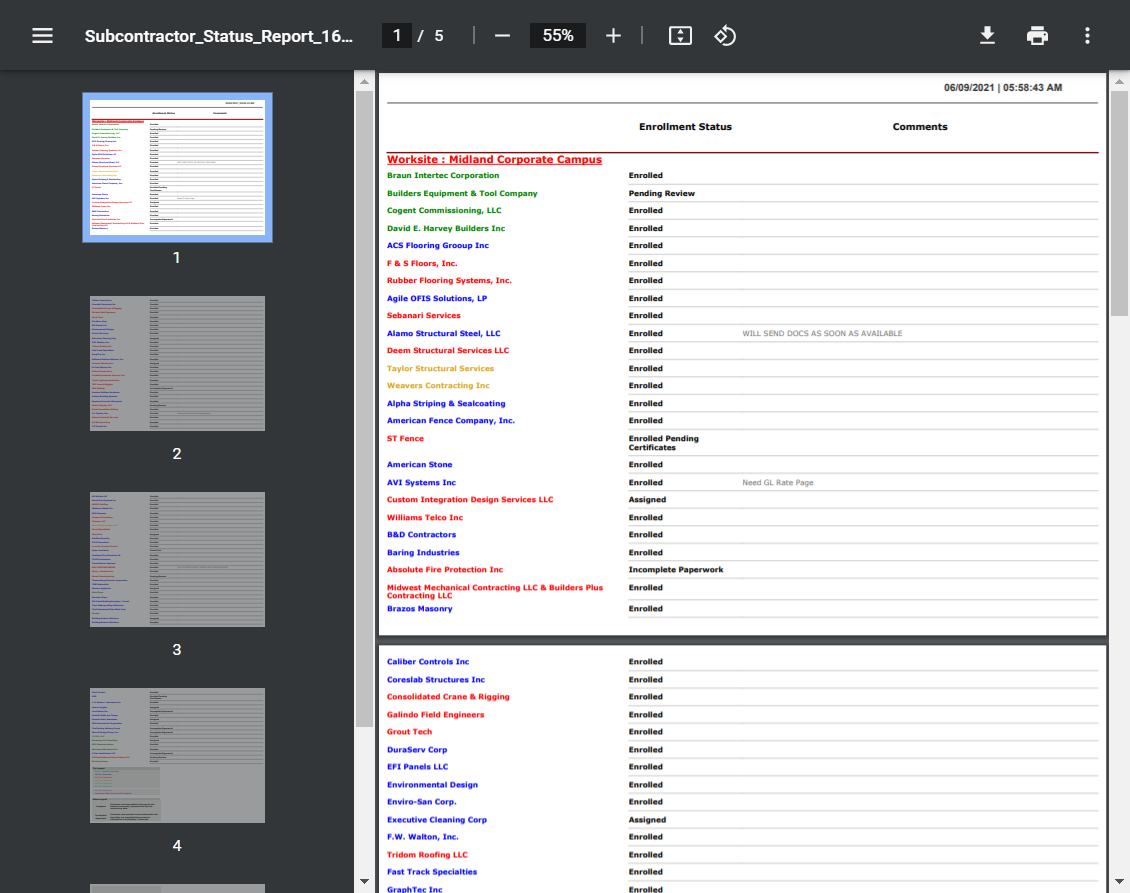 Subcontractor_Status_Report_16... 1 / 5 55%
06/09/2021 | 05:58:43 AM
Enrollment Status Comments
Worksite : Midland Corporate Campus
Braun Intertec Corporation Enrolled
Builders Equipment & Tool Company Pending Review
Cogent Commissioning, LLC Enrolled
David E. Harvey Builders Inc Enrolled
ACS Flooring Grooup Inc Enrolled
F & S Floors, Inc. Enrolled
Rubber Flooring Systems, Inc. Enrolled
Agile OFIS Solutions, LP Enrolled
Sebanari Services Enrolled
Alamo Structural Steel, LLC Enrolled WILL SEND DOCS AS SOON AS AVAILABLE
Deem Structural Services LLC Enrolled
Taylor Structural Services Enrolled
Weavers Contracting Inc Enrolled
Alpha Striping & Sealcoating Enrolled
American Fence Company, Inc. Enrolled
ST Fence Enrolled Pending
Certificates
American Stone Enrolled
AVI Systems Inc Enrolled Need GL Rate Page
Custom Integration Design Services LLC Assigned
Williams Telco Inc Enrolled
B&D Contractors Enrolled
Baring Industries Enrolled
Absolute Fire Protection Inc Incomplete Paperwork
Midwest Mechanical Contracting LLC & Builders Plus Enrolled
Contracting LLC
Brazos Masonry Enrolled
Caliber Controls Inc Enrolled
Coreslab Structures Inc Enrolled
Consolidated Crane & Rigging Enrolled
Galindo Field Engineers Enrolled
Grout Tech Enrolled
DuraServ Corp Enrolled
EFI Panels LLC Enrolled
Environmental Design Enrolled
Enviro-San Corp. Enrolled
Executive Cleaning Corp Assigned
F.W. Walton, Inc. Enrolled
Tridom Roofing LLC Enrolled
Fast Track Specialties Enrolled
GraphTec Inc Enrolled
1
2
3
4